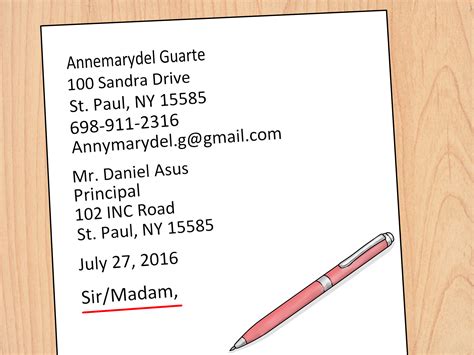 Annemarydel Guarte
100 Sandra Drive
St. Paul, NY 15585
698-911-2316
Annymarydel.g@gmail.com
Mr. Daniel Asus
Principal
102 INC Road
St. Paul, NY 15585
July 27, 2016
Sir/Madam,